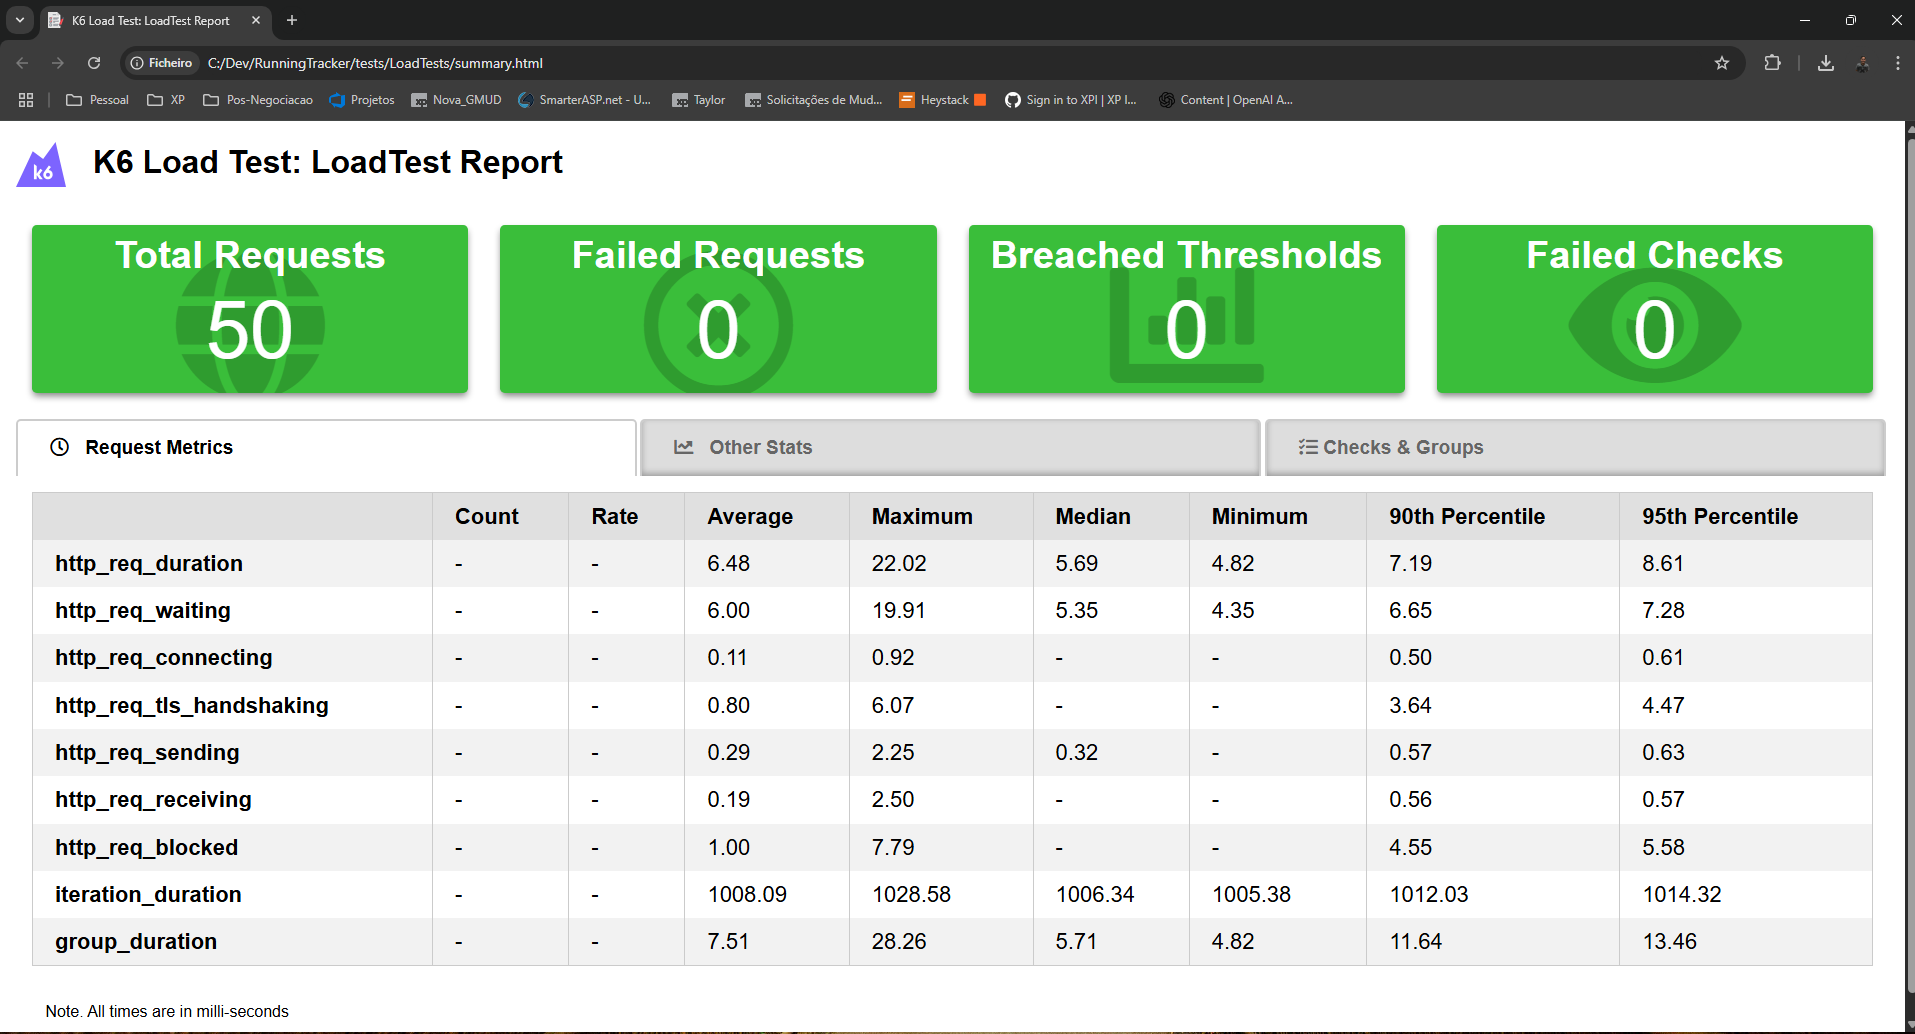 K6 Load Test: LoadTest Report
Ficheiro C:/Dev/RunningTracker/tests/LoadTests/summary.html
Pessoal XP Pos-Negociacao Projetos Nova_GMUD SmarterASP.net - U... Taylor Solicitações de Mud... Heystack Sign in to XPI | XP I... Content | OpenAI A...
k6 K6 Load Test: LoadTest Report
Total Requests Failed Requests Breached Thresholds Failed Checks
50 0 0 0
Request Metrics Other Stats Checks & Groups
Count Rate Average Maximum Median Minimum 90th Percentile 95th Percentile
http_req_duration - - 6.48 22.02 5.69 4.82 7.19 8.61
http_req_waiting - - 6.00 19.91 5.35 4.35 6.65 7.28
http_req_connecting - - 0.11 0.92 - - 0.50 0.61
http_req_tls_handshaking - - 0.80 6.07 - - 3.64 4.47
http_req_sending - - 0.29 2.25 0.32 - 0.57 0.63
http_req_receiving - - 0.19 2.50 - - 0.56 0.57
http_req_blocked - - 1.00 7.79 - - 4.55 5.58
iteration_duration - - 1008.09 1028.58 1006.34 1005.38 1012.03 1014.32
group_duration - - 7.51 28.26 5.71 4.82 11.64 13.46
Note. All times are in milli-seconds